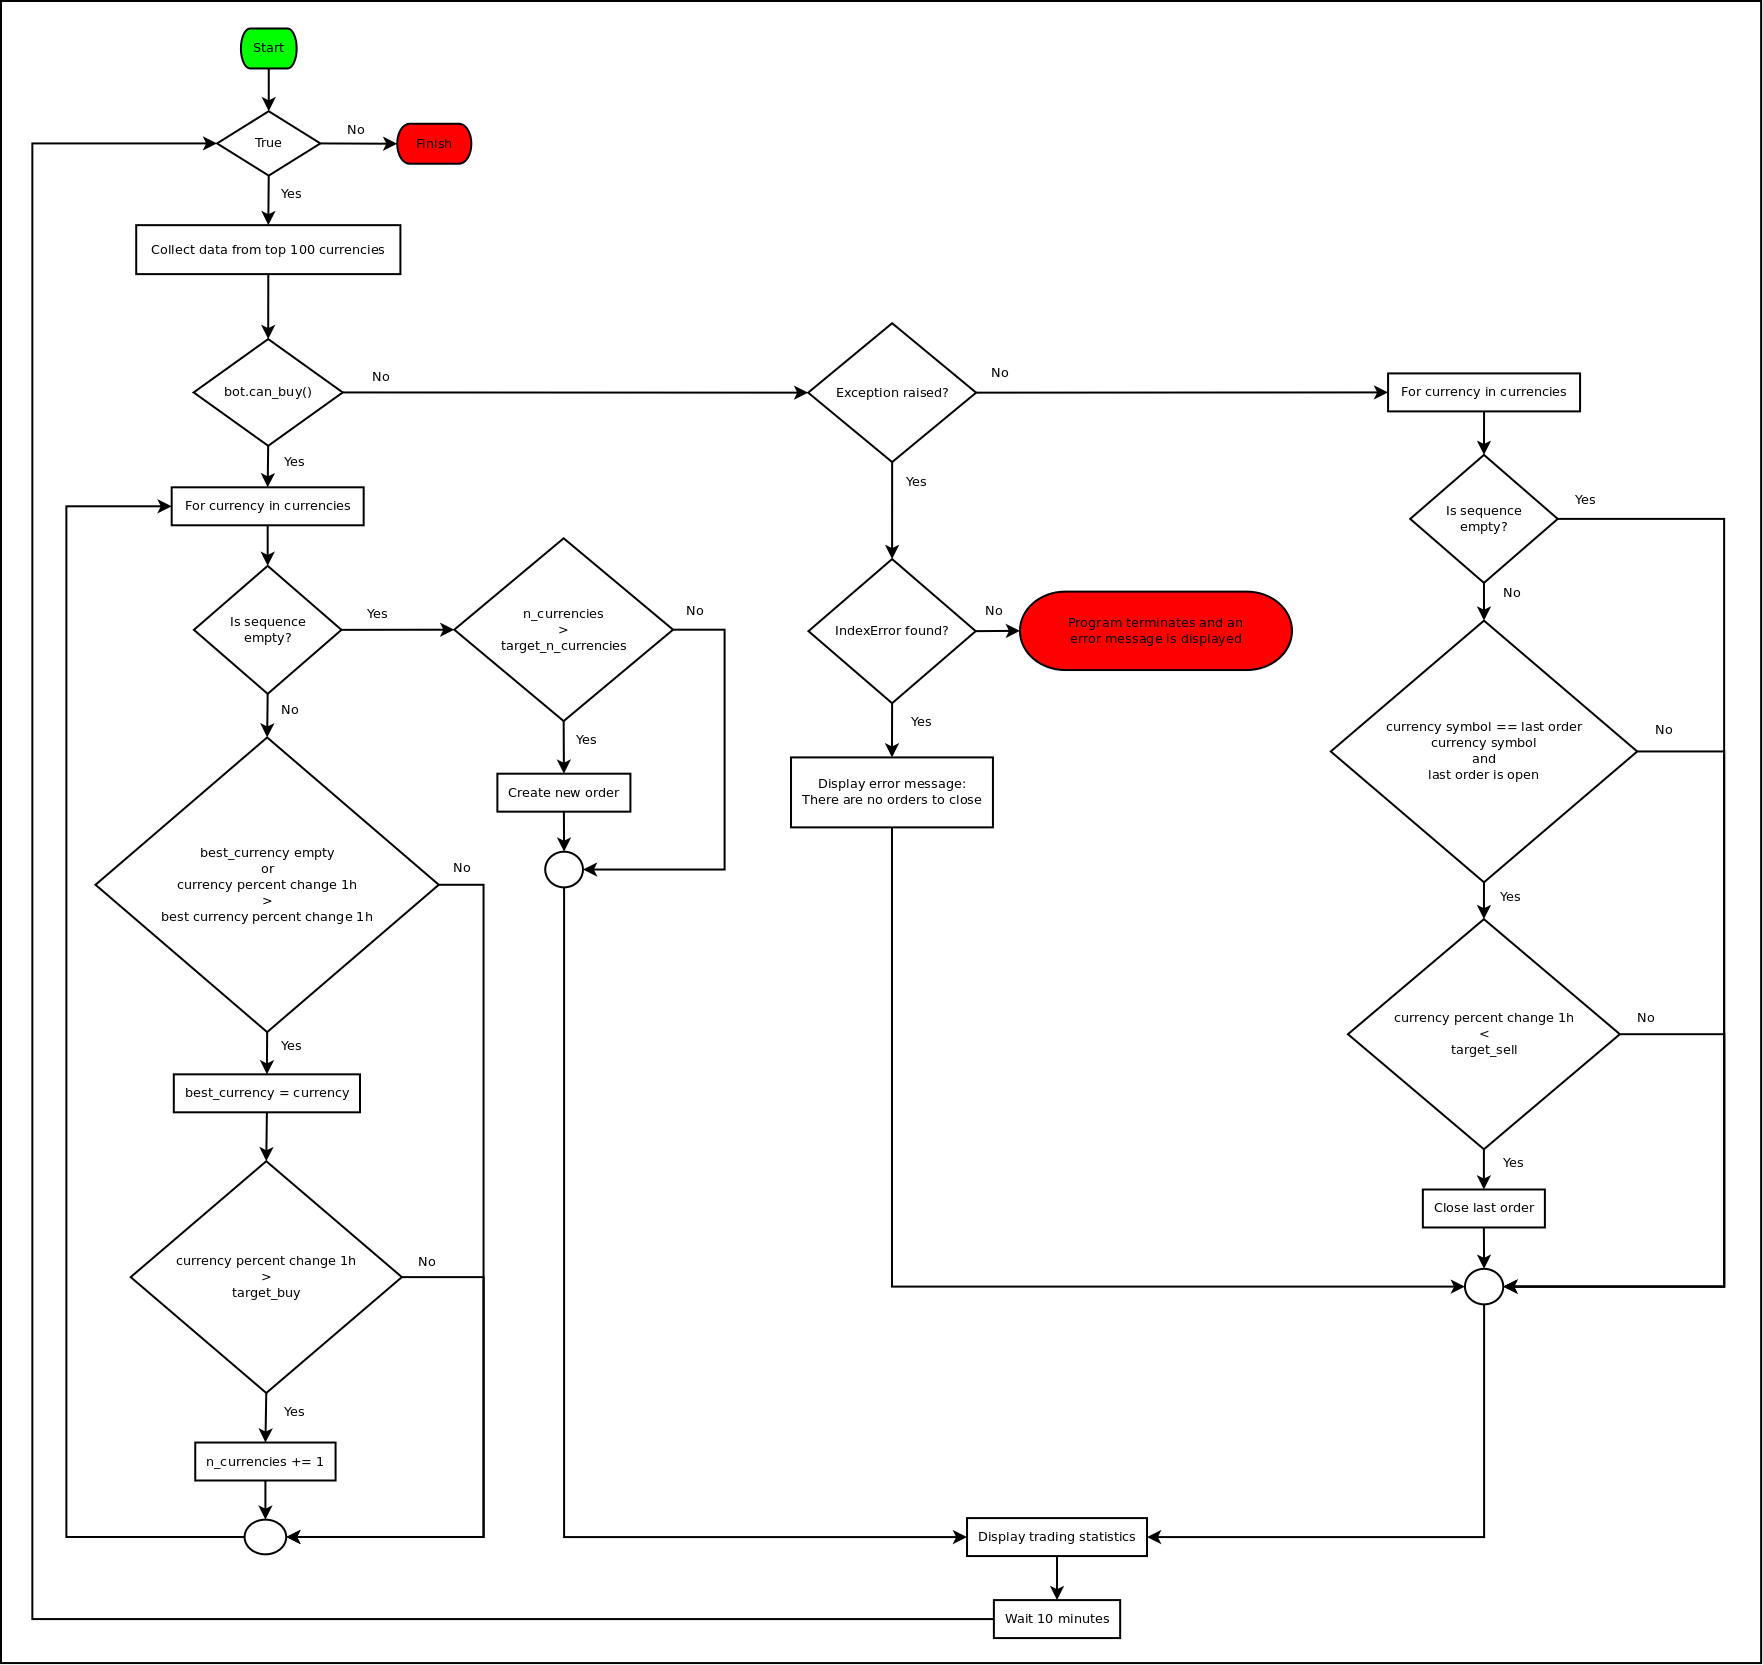 Start
True
No
Finish
Yes
Collect data from top 100 currencies
bot.can_buy()
No
Yes
For currency in currencies
Is sequence
empty?
Yes
No
n_currencies
>
target_n_currencies
No
Yes
Create new order
best_currency empty
or
currency percent change 1h
>
best currency percent change 1h
No
Yes
best_currency = currency
currency percent change 1h
>
target_buy
No
Yes
n_currencies += 1
Exception raised?
No
Yes
IndexError found?
No
Program terminates and an
error message is displayed
Yes
Display error message:
There are no orders to close
For currency in currencies
Is sequence
empty?
Yes
No
currency symbol == last order
currency symbol
and
last order is open
No
Yes
currency percent change 1h
<
target_sell
No
Yes
Close last order
Display trading statistics
Wait 10 minutes